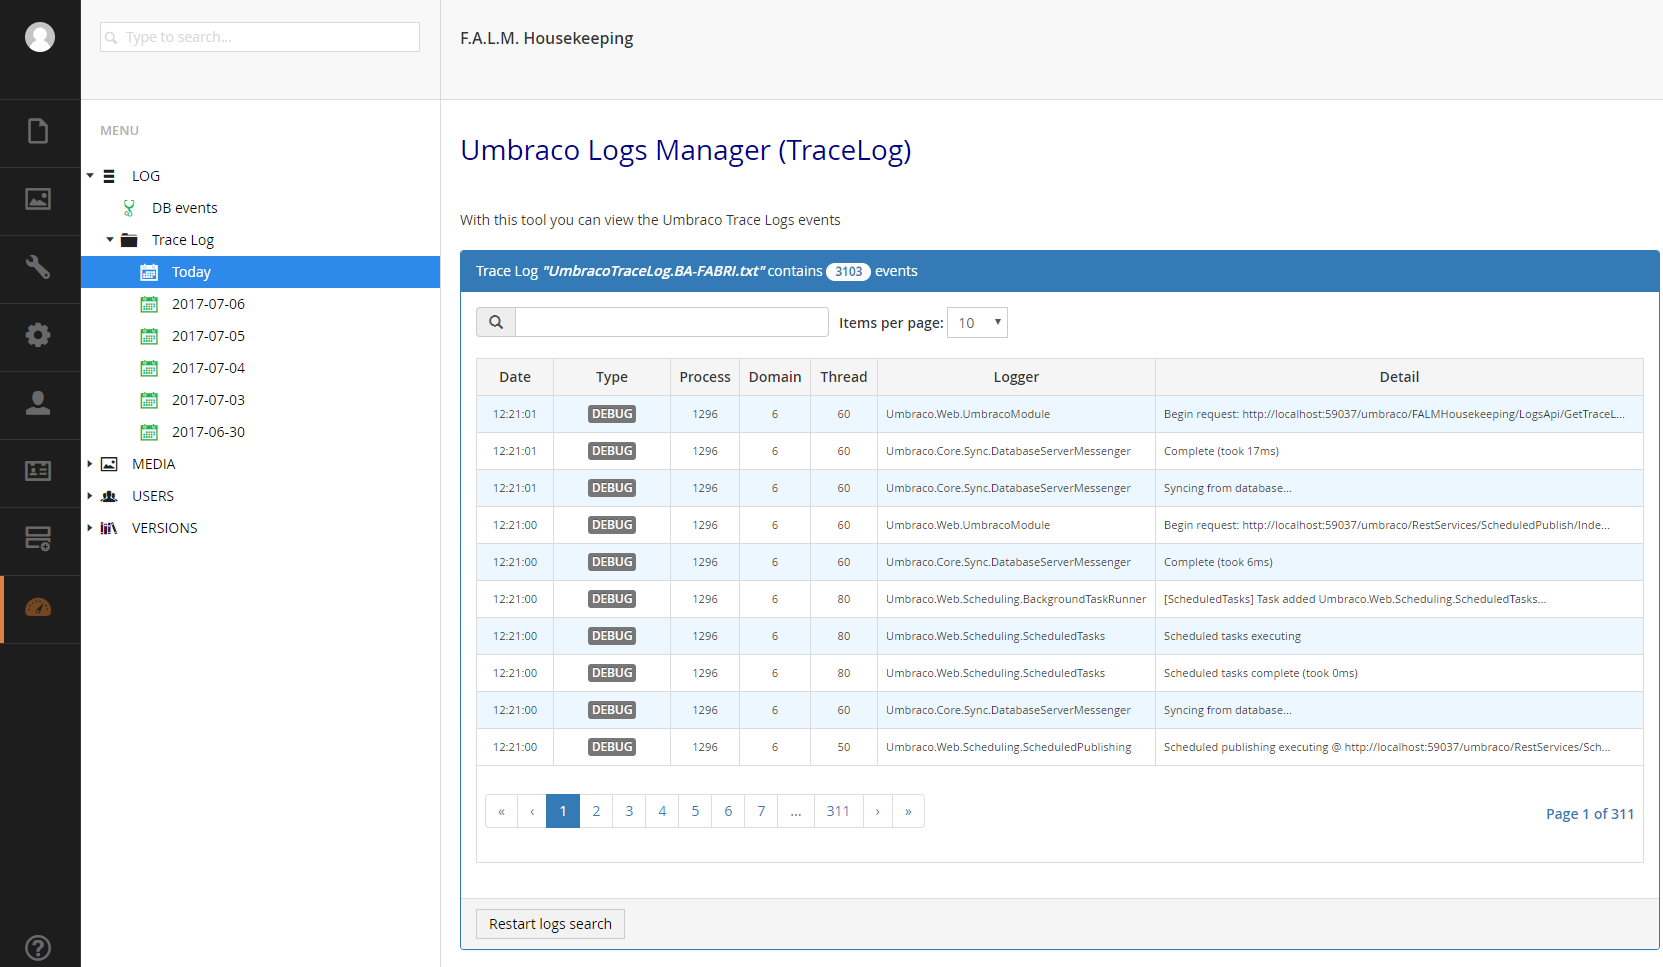 Type to search...
F.A.L.M. Housekeeping
MENU
LOG
DB events
Trace Log
Today
2017-07-06
2017-07-05
2017-07-04
2017-07-03
2017-06-30
MEDIA
USERS
VERSIONS
Umbraco Logs Manager (TraceLog)
With this tool you can view the Umbraco Trace Logs events
Trace Log "UmbracoTraceLog.BA-FABRI.txt" contains 3103 events
Items per page: 10
Date Type Process Domain Thread Logger Detail
12:21:01 DEBUG 1296 6 60 Umbraco.Web.UmbracoModule Begin request: http://localhost:59037/umbraco/FALMHousekeeping/LogsApi/GetTraceL...
12:21:01 DEBUG 1296 6 60 Umbraco.Core.Sync.DatabaseServerMessenger Complete (took 17ms)
12:21:01 DEBUG 1296 6 60 Umbraco.Core.Sync.DatabaseServerMessenger Syncing from database...
12:21:00 DEBUG 1296 6 60 Umbraco.Web.UmbracoModule Begin request: http://localhost:59037/umbraco/RestServices/ScheduledPublish/Inde...
12:21:00 DEBUG 1296 6 60 Umbraco.Core.Sync.DatabaseServerMessenger Complete (took 6ms)
12:21:00 DEBUG 1296 6 80 Umbraco.Web.Scheduling.BackgroundTaskRunner [ScheduledTasks] Task added Umbraco.Web.Scheduling.ScheduledTasks...
12:21:00 DEBUG 1296 6 80 Umbraco.Web.Scheduling.ScheduledTasks Scheduled tasks executing
12:21:00 DEBUG 1296 6 80 Umbraco.Web.Scheduling.ScheduledTasks Scheduled tasks complete (took 0ms)
12:21:00 DEBUG 1296 6 60 Umbraco.Core.Sync.DatabaseServerMessenger Syncing from database...
12:21:00 DEBUG 1296 6 50 Umbraco.Web.Scheduling.ScheduledPublishing Scheduled publishing executing @ http://localhost:59037/umbraco/RestServices/Sch...
« ‹ 1 2 3 4 5 6 7 ... 311 › »
Page 1 of 311
Restart logs search